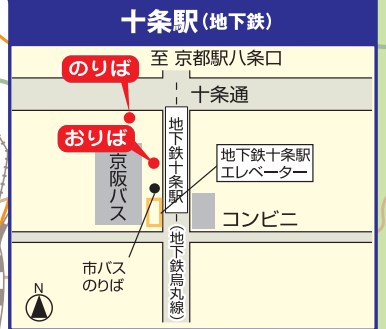 十条駅(地下鉄)
至 京都駅八条口
のりば
十条通
おりば
地下鉄十条駅
地下鉄十条駅
エレベーター
京阪バス
コンビニ
(地下鉄烏丸線)
市バス
のりば
N